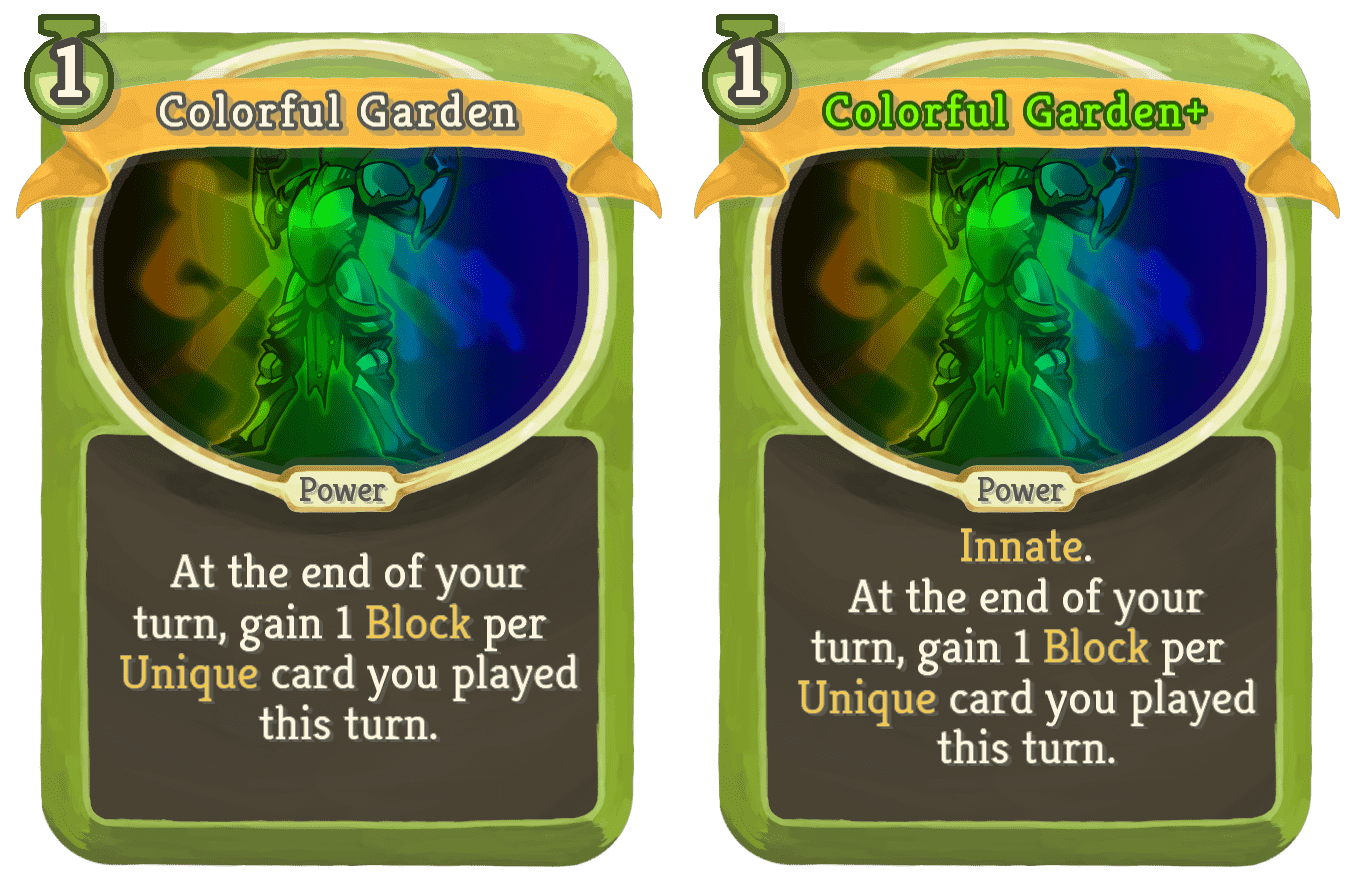 1
Colorful Garden
Power
At the end of your
turn, gain 1 Block per
Unique card you played
this turn.
1
Colorful Garden+
Power
Innate.
At the end of your
turn, gain 1 Block per
Unique card you played
this turn.